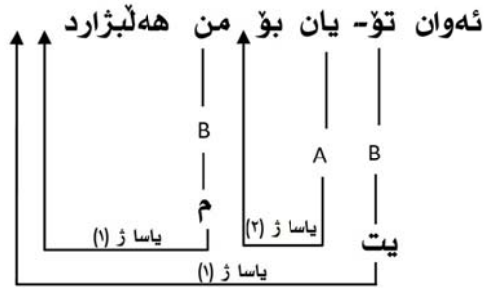 ئەوان تۆ- یان بۆ من هەڵبژارد
B A B
م
یاسا ژ (٢)
یاسا ژ (١)
یت
یاسا ژ (١)